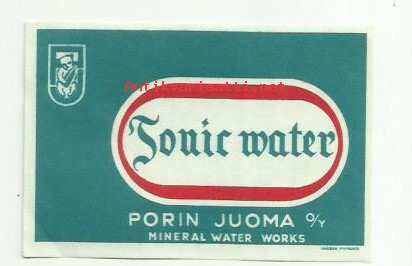 Tonic water
PORIN JUOMA O/Y
MINERAL WATER WORKS